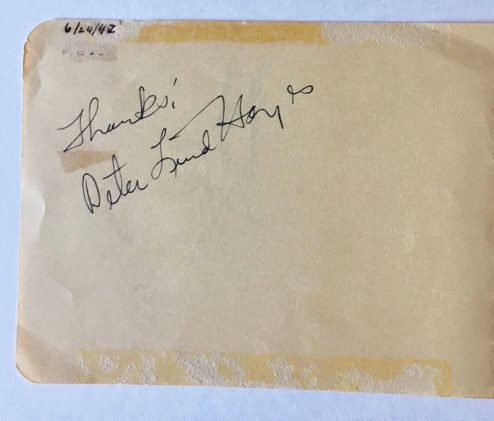 6/24/42
Thanks!
Peter Lind Hayes